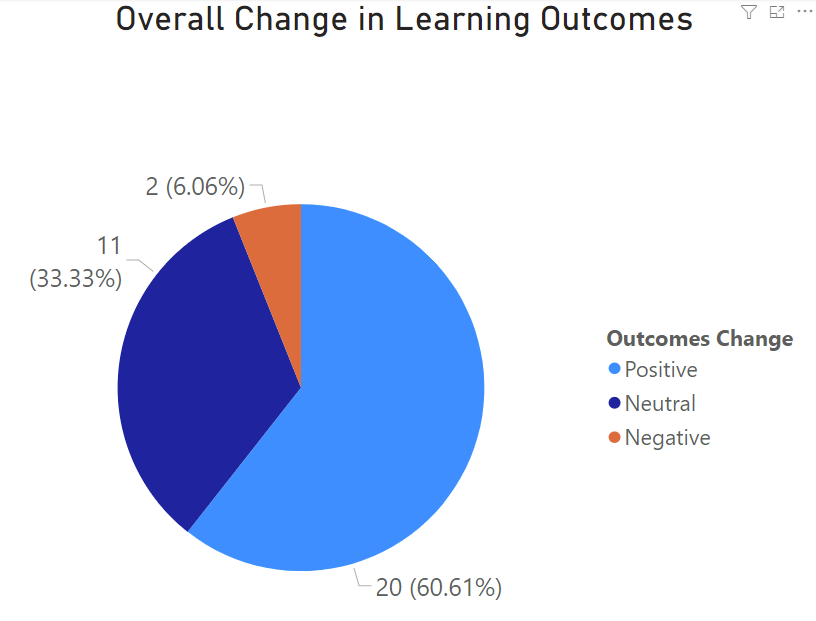 Overall Change in Learning Outcomes
2 (6.06%)
11
(33.33%)
20 (60.61%)
Outcomes Change
Positive
Neutral
Negative